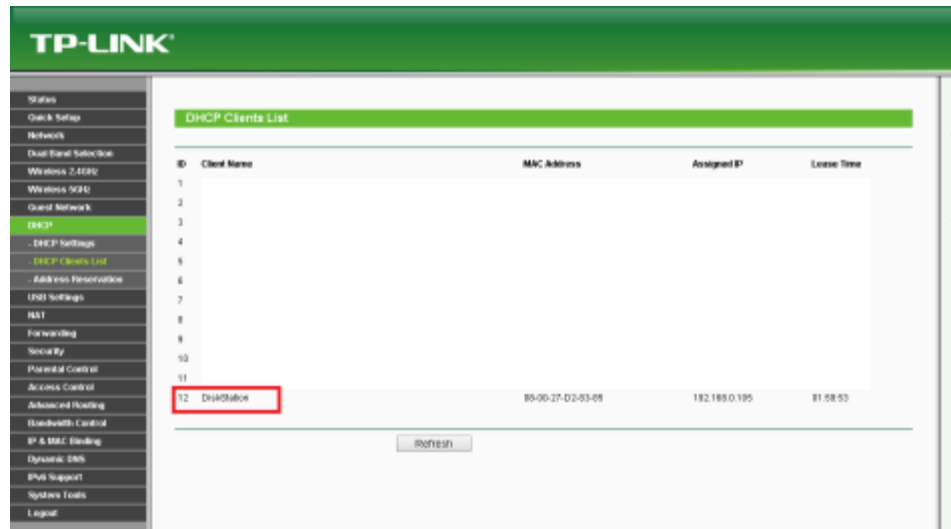 TP-LINK
Status
Quick Setup
Network
Dual Band Selection
Wireless 2.4GHz
Wireless 5GHz
Guest Network
DHCP
- DHCP Settings
- DHCP Clients List
- Address Reservation
USB Settings
NAT
Forwarding
Security
Parental Control
Access Control
Advanced Routing
Bandwidth Control
IP & MAC Binding
Dynamic DNS
IPv6 Support
System Tools
Logout
DHCP Clients List
ID Client Name MAC Address Assigned IP Lease Time
1
2
3
4
5
6
7
8
9
10
11
12 DiskStation 192.168.0.105 01:58:53
Refresh